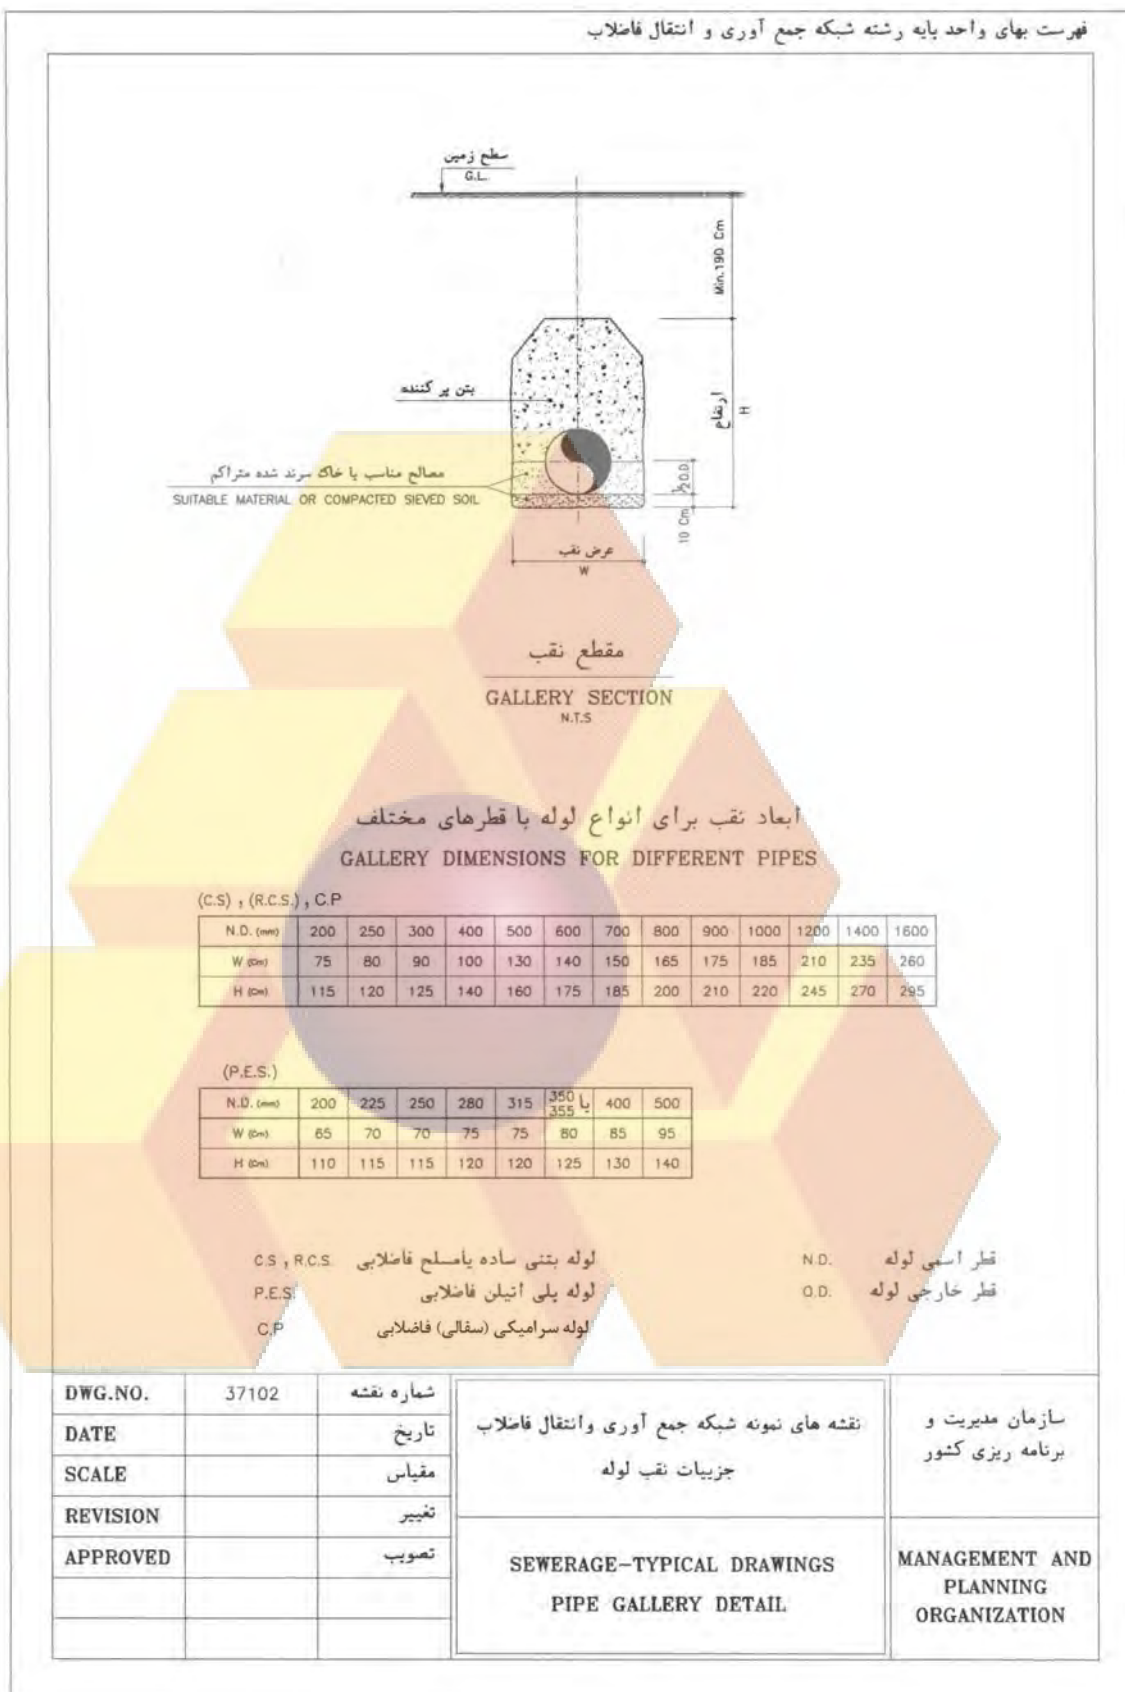 فهرست بهای واحد پایه رشته شبکه جمع آوری و انتقال فاضلاب
سطح زمین
G.L.
Min.190 Cm
بتن پر کننده
ارتفاع
H
مصالح مناسب یا خاک سرند شده متراکم
SUITABLE MATERIAL OR COMPACTED SIEVED SOIL
1/2 O.D.
10 Cm
عرض نقب
W
مقطع نقب
GALLERY SECTION
N.T.S
ابعاد نقب برای انواع لوله با قطرهای مختلف
GALLERY DIMENSIONS FOR DIFFERENT PIPES
(C.S) , (R.C.S.) , C.P
N.D. (mm) 200 250 300 400 500 600 700 800 900 1000 1200 1400 1600
W (Cm) 75 80 90 100 130 140 150 165 175 185 210 235 260
H (Cm) 115 120 125 140 160 175 185 200 210 220 245 270 295
(P.E.S.)
N.D. (mm) 200 225 250 280 315 350 یا 355 400 500
W (Cm) 65 70 70 75 75 80 85 95
H (Cm) 110 115 115 120 120 125 130 140
قطر اسمی لوله N.D.
قطر خارجی لوله O.D.
لوله بتنی ساده یامسلح فاضلابی C.S , R.C.S.
لوله پلی اتیلن فاضلابی P.E.S.
لوله سرامیکی (سفالی) فاضلابی C.P
DWG.NO. 37102 شماره نقشه
DATE تاریخ
SCALE مقیاس
REVISION تغییر
APPROVED تصویب
نقشه های نمونه شبکه جمع آوری وانتقال فاضلاب
جزییات نقب لوله
SEWERAGE-TYPICAL DRAWINGS
PIPE GALLERY DETAIL
سازمان مدیریت و
برنامه ریزی کشور
MANAGEMENT AND
PLANNING
ORGANIZATION